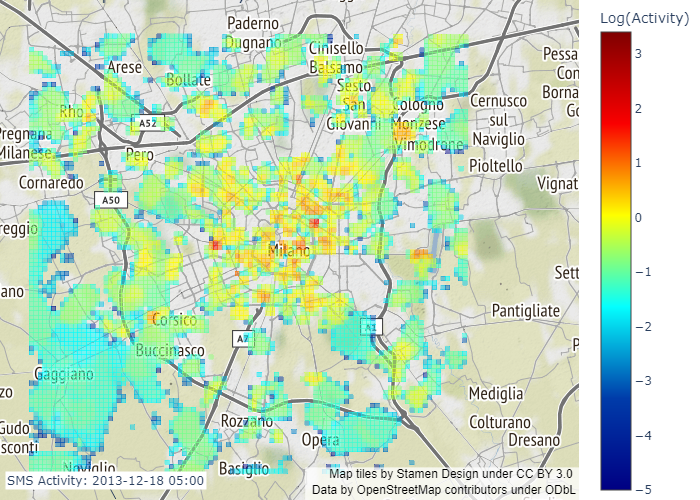 Log(Activity)
3
2
1
0
−1
−2
−3
−4
−5
Paderno
Dugnano
Cinisello
Balsamo
Arese
Bollate
Sesto
San
Giovanni
Cologno
Monzese
Vimodrone
Cernusco
sul
Naviglio
Pessa
Con
Borna
Go
Rho
A52
Pregnana
Milanese
Pero
Pioltello
Cornaredo
A50
Vignat
reggio
Milano
Sett
ano
Corsico
A7
A1
Pantigliate
P
Buccinasco
Gaggiano
zo
Mediglia
Rozzano
Colturano
Gudo
sconti
Opera
Dresano
Noviglio
Basiglio
SMS Activity: 2013-12-18 05:00
Map tiles by Stamen Design under CC BY 3.0
Data by OpenStreetMap contributors under ODbL